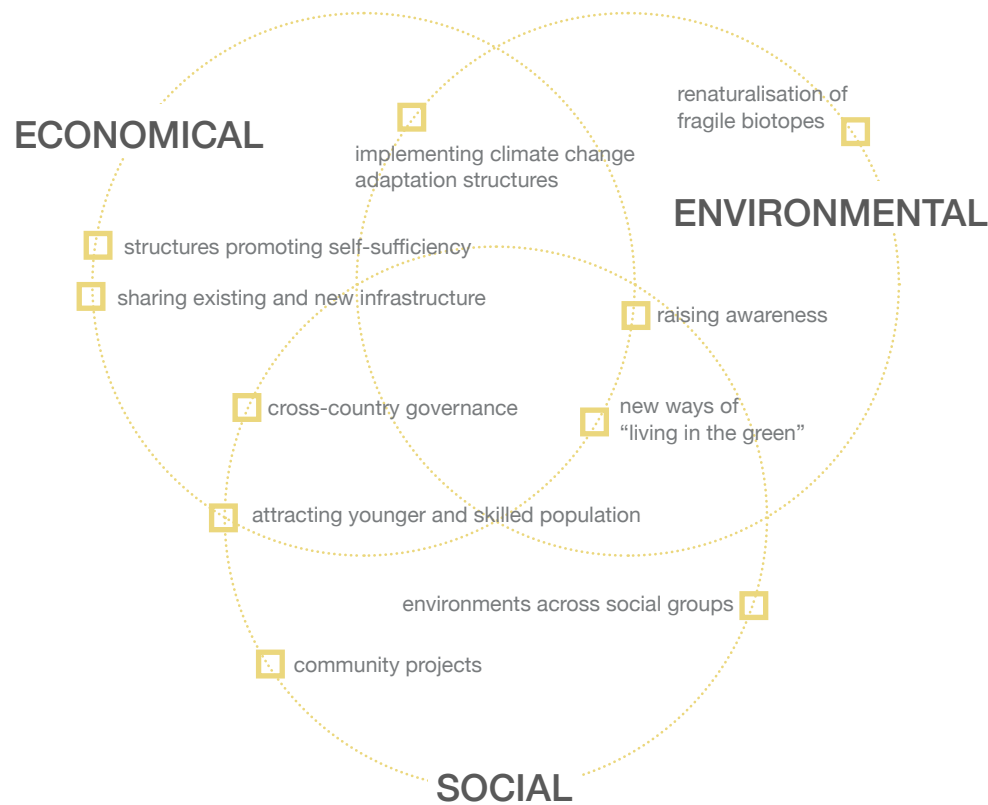 renaturalisation of
fragile biotopes
ECONOMICAL
implementing climate change
adaptation structures
ENVIRONMENTAL
structures promoting self-sufficiency
sharing existing and new infrastructure
raising awareness
cross-country governance
new ways of
“living in the green”
attracting younger and skilled population
environments across social groups
community projects
SOCIAL